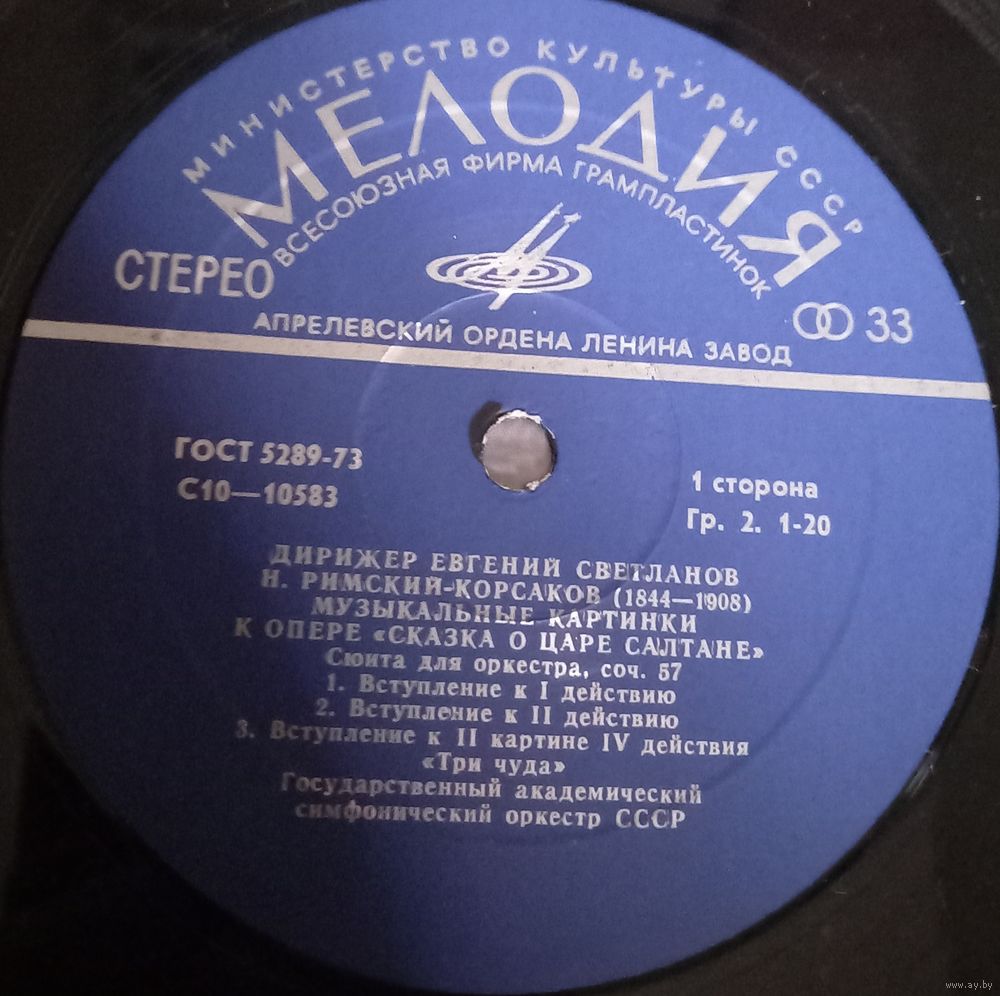 МИНИСТЕРСТВО КУЛЬТУРЫ СССР
МЕЛОДИЯ
ВСЕСОЮЗНАЯ ФИРМА ГРАМПЛАСТИНОК
СТЕРЕО
33
АПРЕЛЕВСКИЙ ОРДЕНА ЛЕНИНА ЗАВОД
ГОСТ 5289-73
С10—10583
1 сторона
Гр. 2. 1-20
ДИРИЖЕР ЕВГЕНИЙ СВЕТЛАНОВ
Н. РИМСКИЙ-КОРСАКОВ (1844—1908)
МУЗЫКАЛЬНЫЕ КАРТИНКИ
К ОПЕРЕ «СКАЗКА О ЦАРЕ САЛТАНЕ»
Сюита для оркестра, соч. 57
1. Вступление к I действию
2. Вступление к II действию
3. Вступление к II картине IV действия
«Три чуда»
Государственный академический
симфонический оркестр СССР
www.ay.by